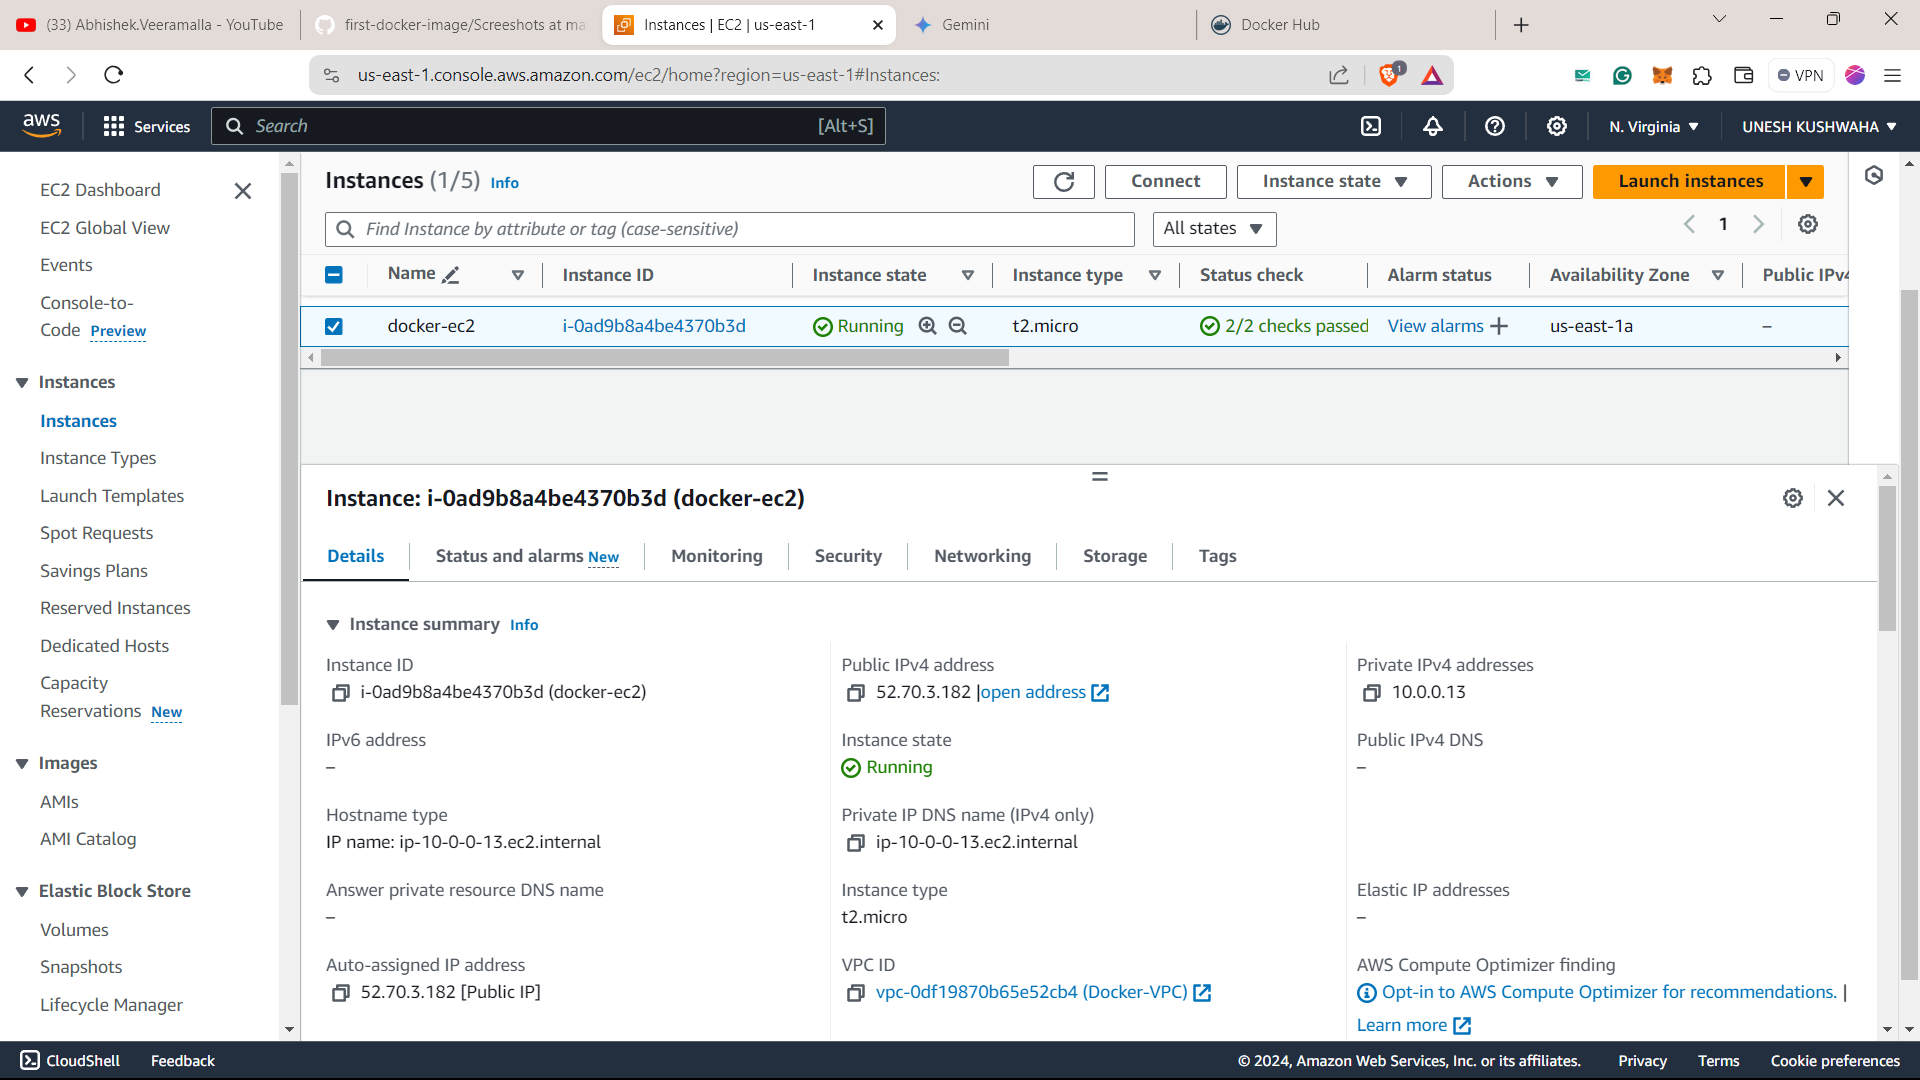 (33) Abhishek.Veeramalla - YouTube
first-docker-image/Screeshots at ma
Instances | EC2 | us-east-1
Gemini
Docker Hub
us-east-1.console.aws.amazon.com/ec2/home?region=us-east-1#Instances:
1
VPN
aws
Services
Search
[Alt+S]
N. Virginia
UNESH KUSHWAHA
EC2 Dashboard
EC2 Global View
Events
Console-to-
Code Preview
Instances
Instances
Instance Types
Launch Templates
Spot Requests
Savings Plans
Reserved Instances
Dedicated Hosts
Capacity
Reservations New
Images
AMIs
AMI Catalog
Elastic Block Store
Volumes
Snapshots
Lifecycle Manager
Instances (1/5) Info
Connect
Instance state
Actions
Launch instances
Find Instance by attribute or tag (case-sensitive)
All states
1
Name
Instance ID
Instance state
Instance type
Status check
Alarm status
Availability Zone
Public IPv4
docker-ec2
i-0ad9b8a4be4370b3d
Running
t2.micro
2/2 checks passed
View alarms
us-east-1a
–
Instance: i-0ad9b8a4be4370b3d (docker-ec2)
Details
Status and alarms New
Monitoring
Security
Networking
Storage
Tags
Instance summary Info
Instance ID
i-0ad9b8a4be4370b3d (docker-ec2)
Public IPv4 address
52.70.3.182 |open address
Private IPv4 addresses
10.0.0.13
IPv6 address
–
Instance state
Running
Public IPv4 DNS
–
Hostname type
IP name: ip-10-0-0-13.ec2.internal
Private IP DNS name (IPv4 only)
ip-10-0-0-13.ec2.internal
Answer private resource DNS name
–
Instance type
t2.micro
Elastic IP addresses
–
Auto-assigned IP address
52.70.3.182 [Public IP]
VPC ID
vpc-0df19870b65e52cb4 (Docker-VPC)
AWS Compute Optimizer finding
Opt-in to AWS Compute Optimizer for recommendations. |
Learn more
CloudShell
Feedback
© 2024, Amazon Web Services, Inc. or its affiliates.
Privacy
Terms
Cookie preferences